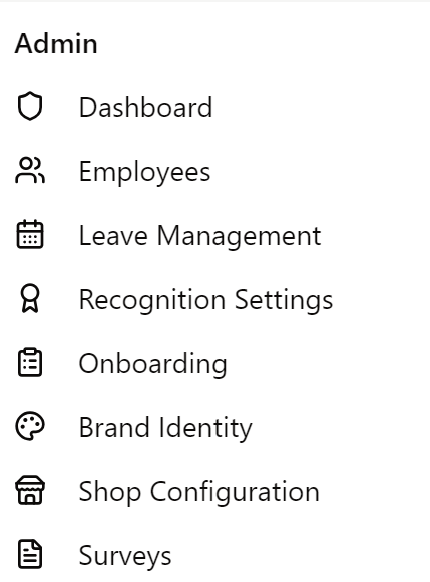 Admin
Dashboard
Employees
Leave Management
Recognition Settings
Onboarding
Brand Identity
Shop Configuration
Surveys